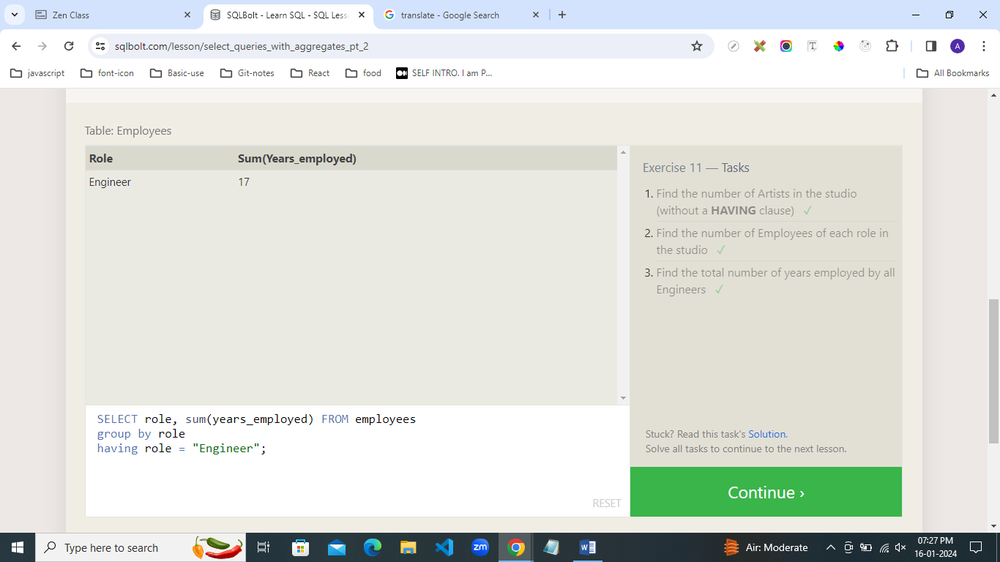 Zen Class
SQLBolt - Learn SQL - SQL Less
translate - Google Search
sqlbolt.com/lesson/select_queries_with_aggregates_pt_2
A
javascript
font-icon
Basic-use
Git-notes
React
food
SELF INTRO. I am P...
All Bookmarks
Table: Employees
Role Sum(Years_employed)
Engineer 17
Exercise 11 — Tasks
1. Find the number of Artists in the studio
(without a HAVING clause) ✓
2. Find the number of Employees of each role in
the studio ✓
3. Find the total number of years employed by all
Engineers ✓
SELECT role, sum(years_employed) FROM employees
group by role
having role = "Engineer";
RESET
Stuck? Read this task's Solution.
Solve all tasks to continue to the next lesson.
Continue ›
Type here to search
zm
W
Air: Moderate
07:27 PM
16-01-2024